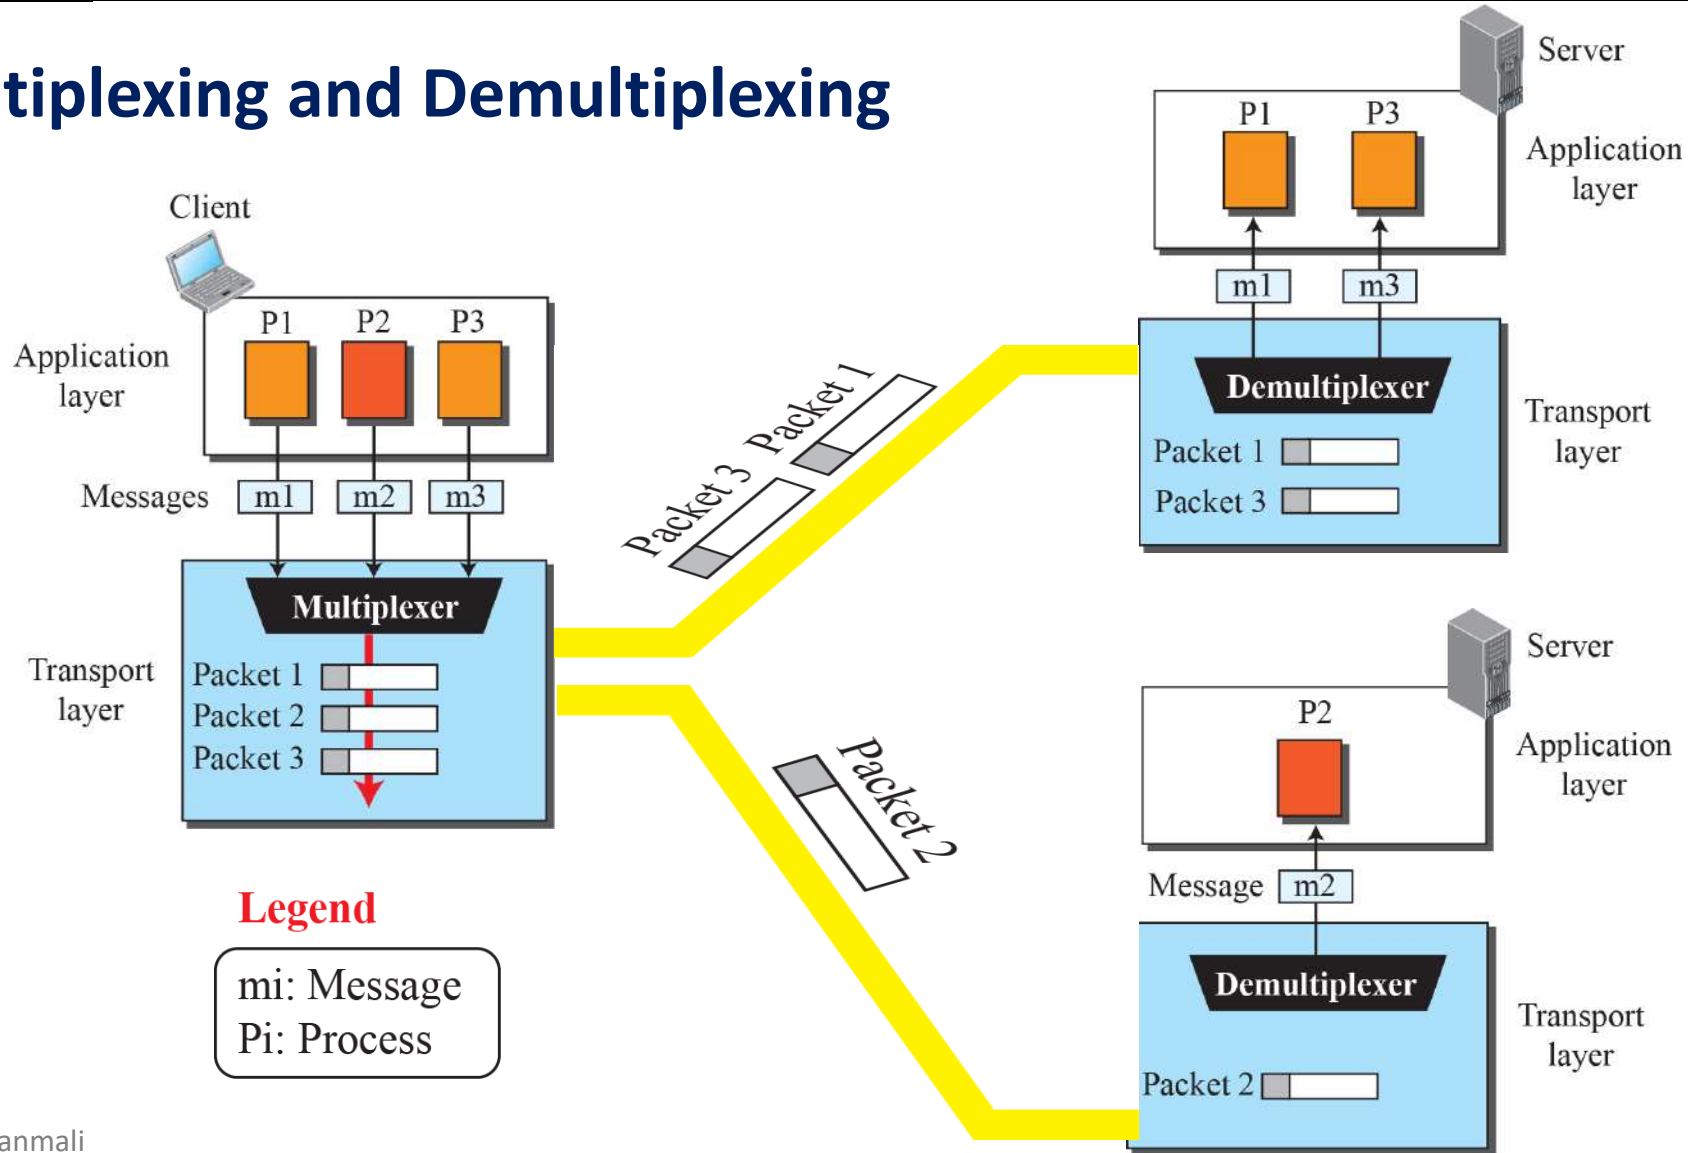 tiplexing and Demultiplexing
Client
Application
layer
P1 P2 P3
Messages
m1 m2 m3
Transport
layer
Multiplexer
Packet 1
Packet 2
Packet 3
Legend
mi: Message
Pi: Process
Packet 3
Packet 1
Packet 2
Server
P1 P3
Application
layer
m1 m3
Demultiplexer
Transport
layer
Packet 1
Packet 3
Server
P2
Application
layer
Message m2
Demultiplexer
Transport
layer
Packet 2
anmali